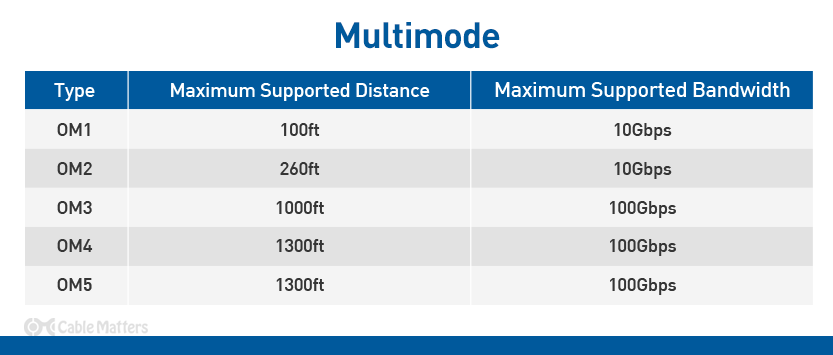 Multimode
Type Maximum Supported Distance Maximum Supported Bandwidth
OM1 100ft 10Gbps
OM2 260ft 10Gbps
OM3 1000ft 100Gbps
OM4 1300ft 100Gbps
OM5 1300ft 100Gbps
Cable Matters